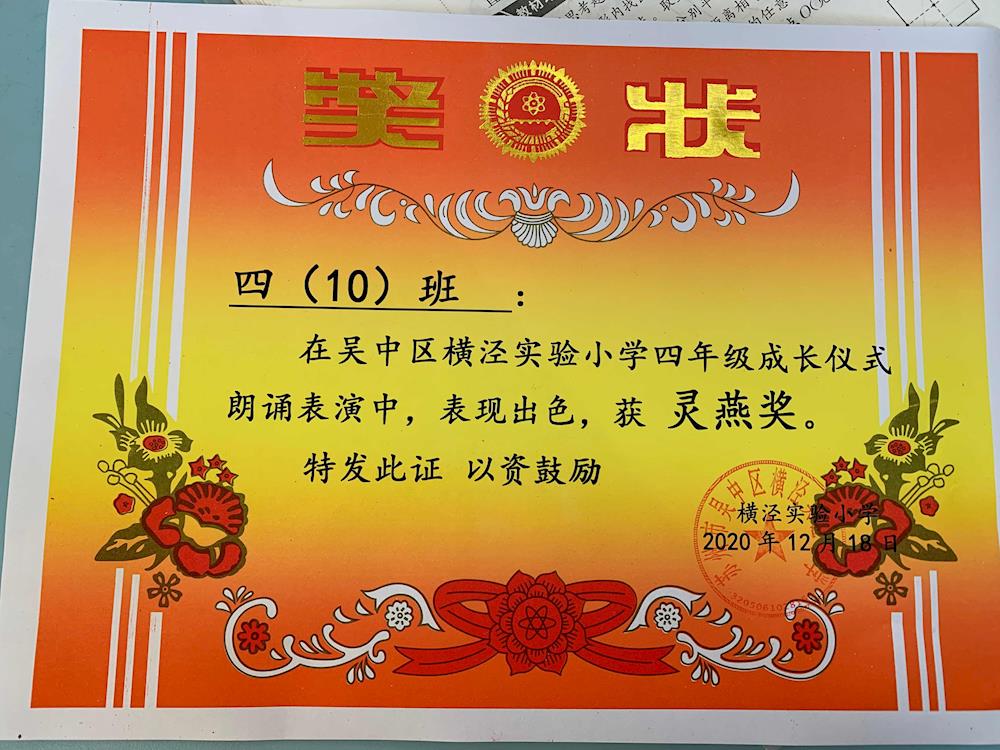 奖状
四（10）班：
在吴中区横泾实验小学四年级成长仪式
朗诵表演中，表现出色，获 灵燕奖。
特发此证 以资鼓励
横泾实验小学
2020 年 12 月 18 日